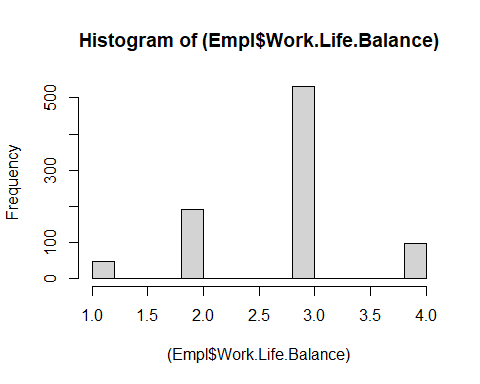 Histogram of (Empl$Work.Life.Balance)
500
300
100
0
Frequency
1.0 1.5 2.0 2.5 3.0 3.5 4.0
(Empl$Work.Life.Balance)